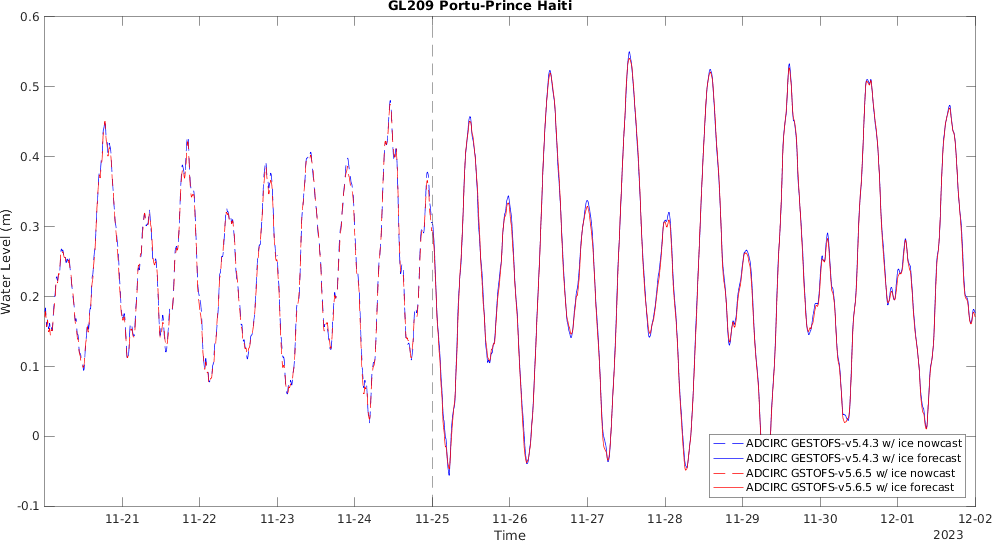 GL209 Portu-Prince Haiti
0.6
0.5
0.4
0.3
0.2
0.1
0
-0.1
Water Level (m)
ADCIRC GESTOFS-v5.4.3 w/ ice nowcast
ADCIRC GESTOFS-v5.4.3 w/ ice forecast
ADCIRC GSTOFS-v5.6.5 w/ ice nowcast
ADCIRC GSTOFS-v5.6.5 w/ ice forecast
11-21 11-22 11-23 11-24 11-25 11-26 11-27 11-28 11-29 11-30 12-01 12-02
Time
2023